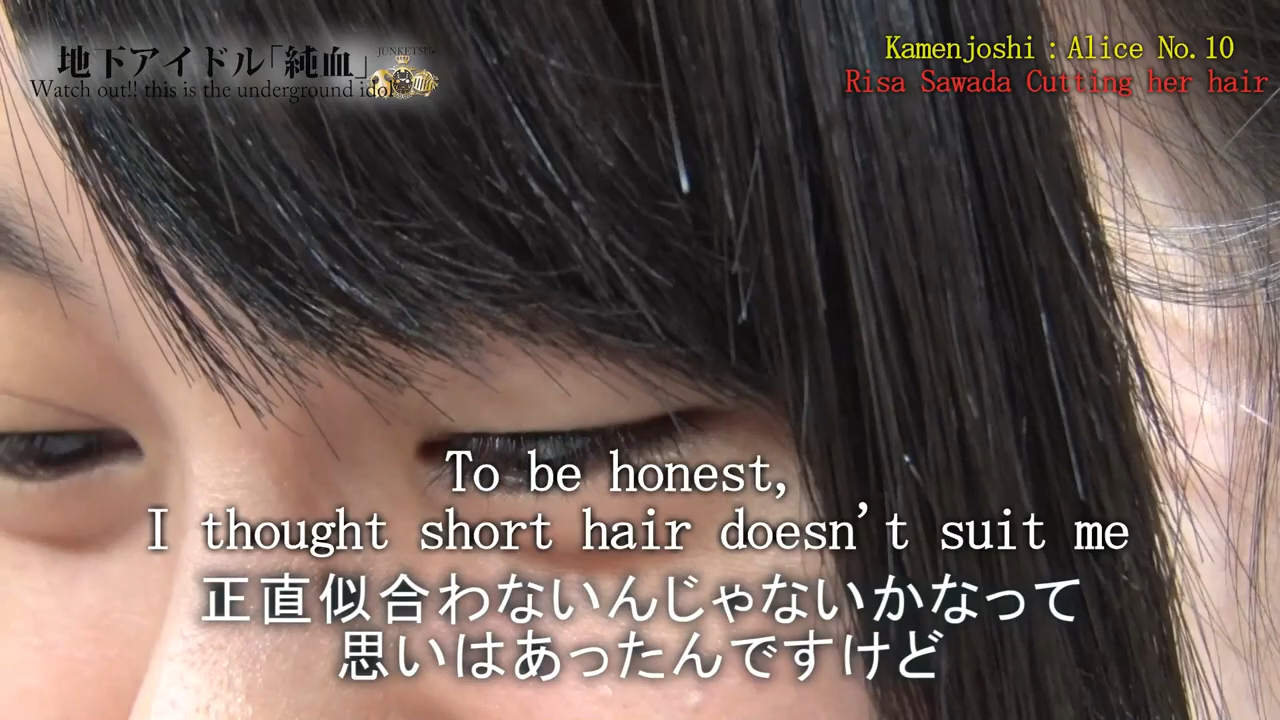 地下アイドル「純血」
JUNKETSU
Watch out!! this is the underground idol
Kamenjoshi：Alice No.10
Risa Sawada Cutting her hair
To be honest,
I thought short hair doesn't suit me
正直似合わないんじゃないかなって
思いはあったんですけど